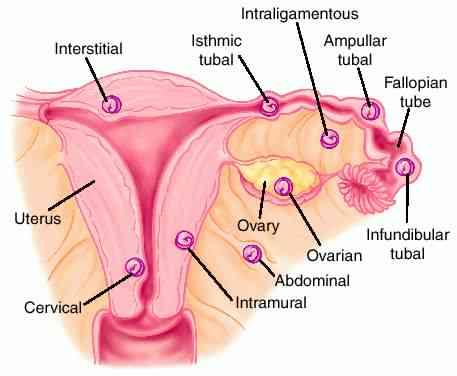 Intraligamentous
Interstitial
Isthmic
tubal
Ampullar
tubal
Fallopian
tube
Uterus
Ovary
Ovarian
Infundibular
tubal
Abdominal
Intramural
Cervical